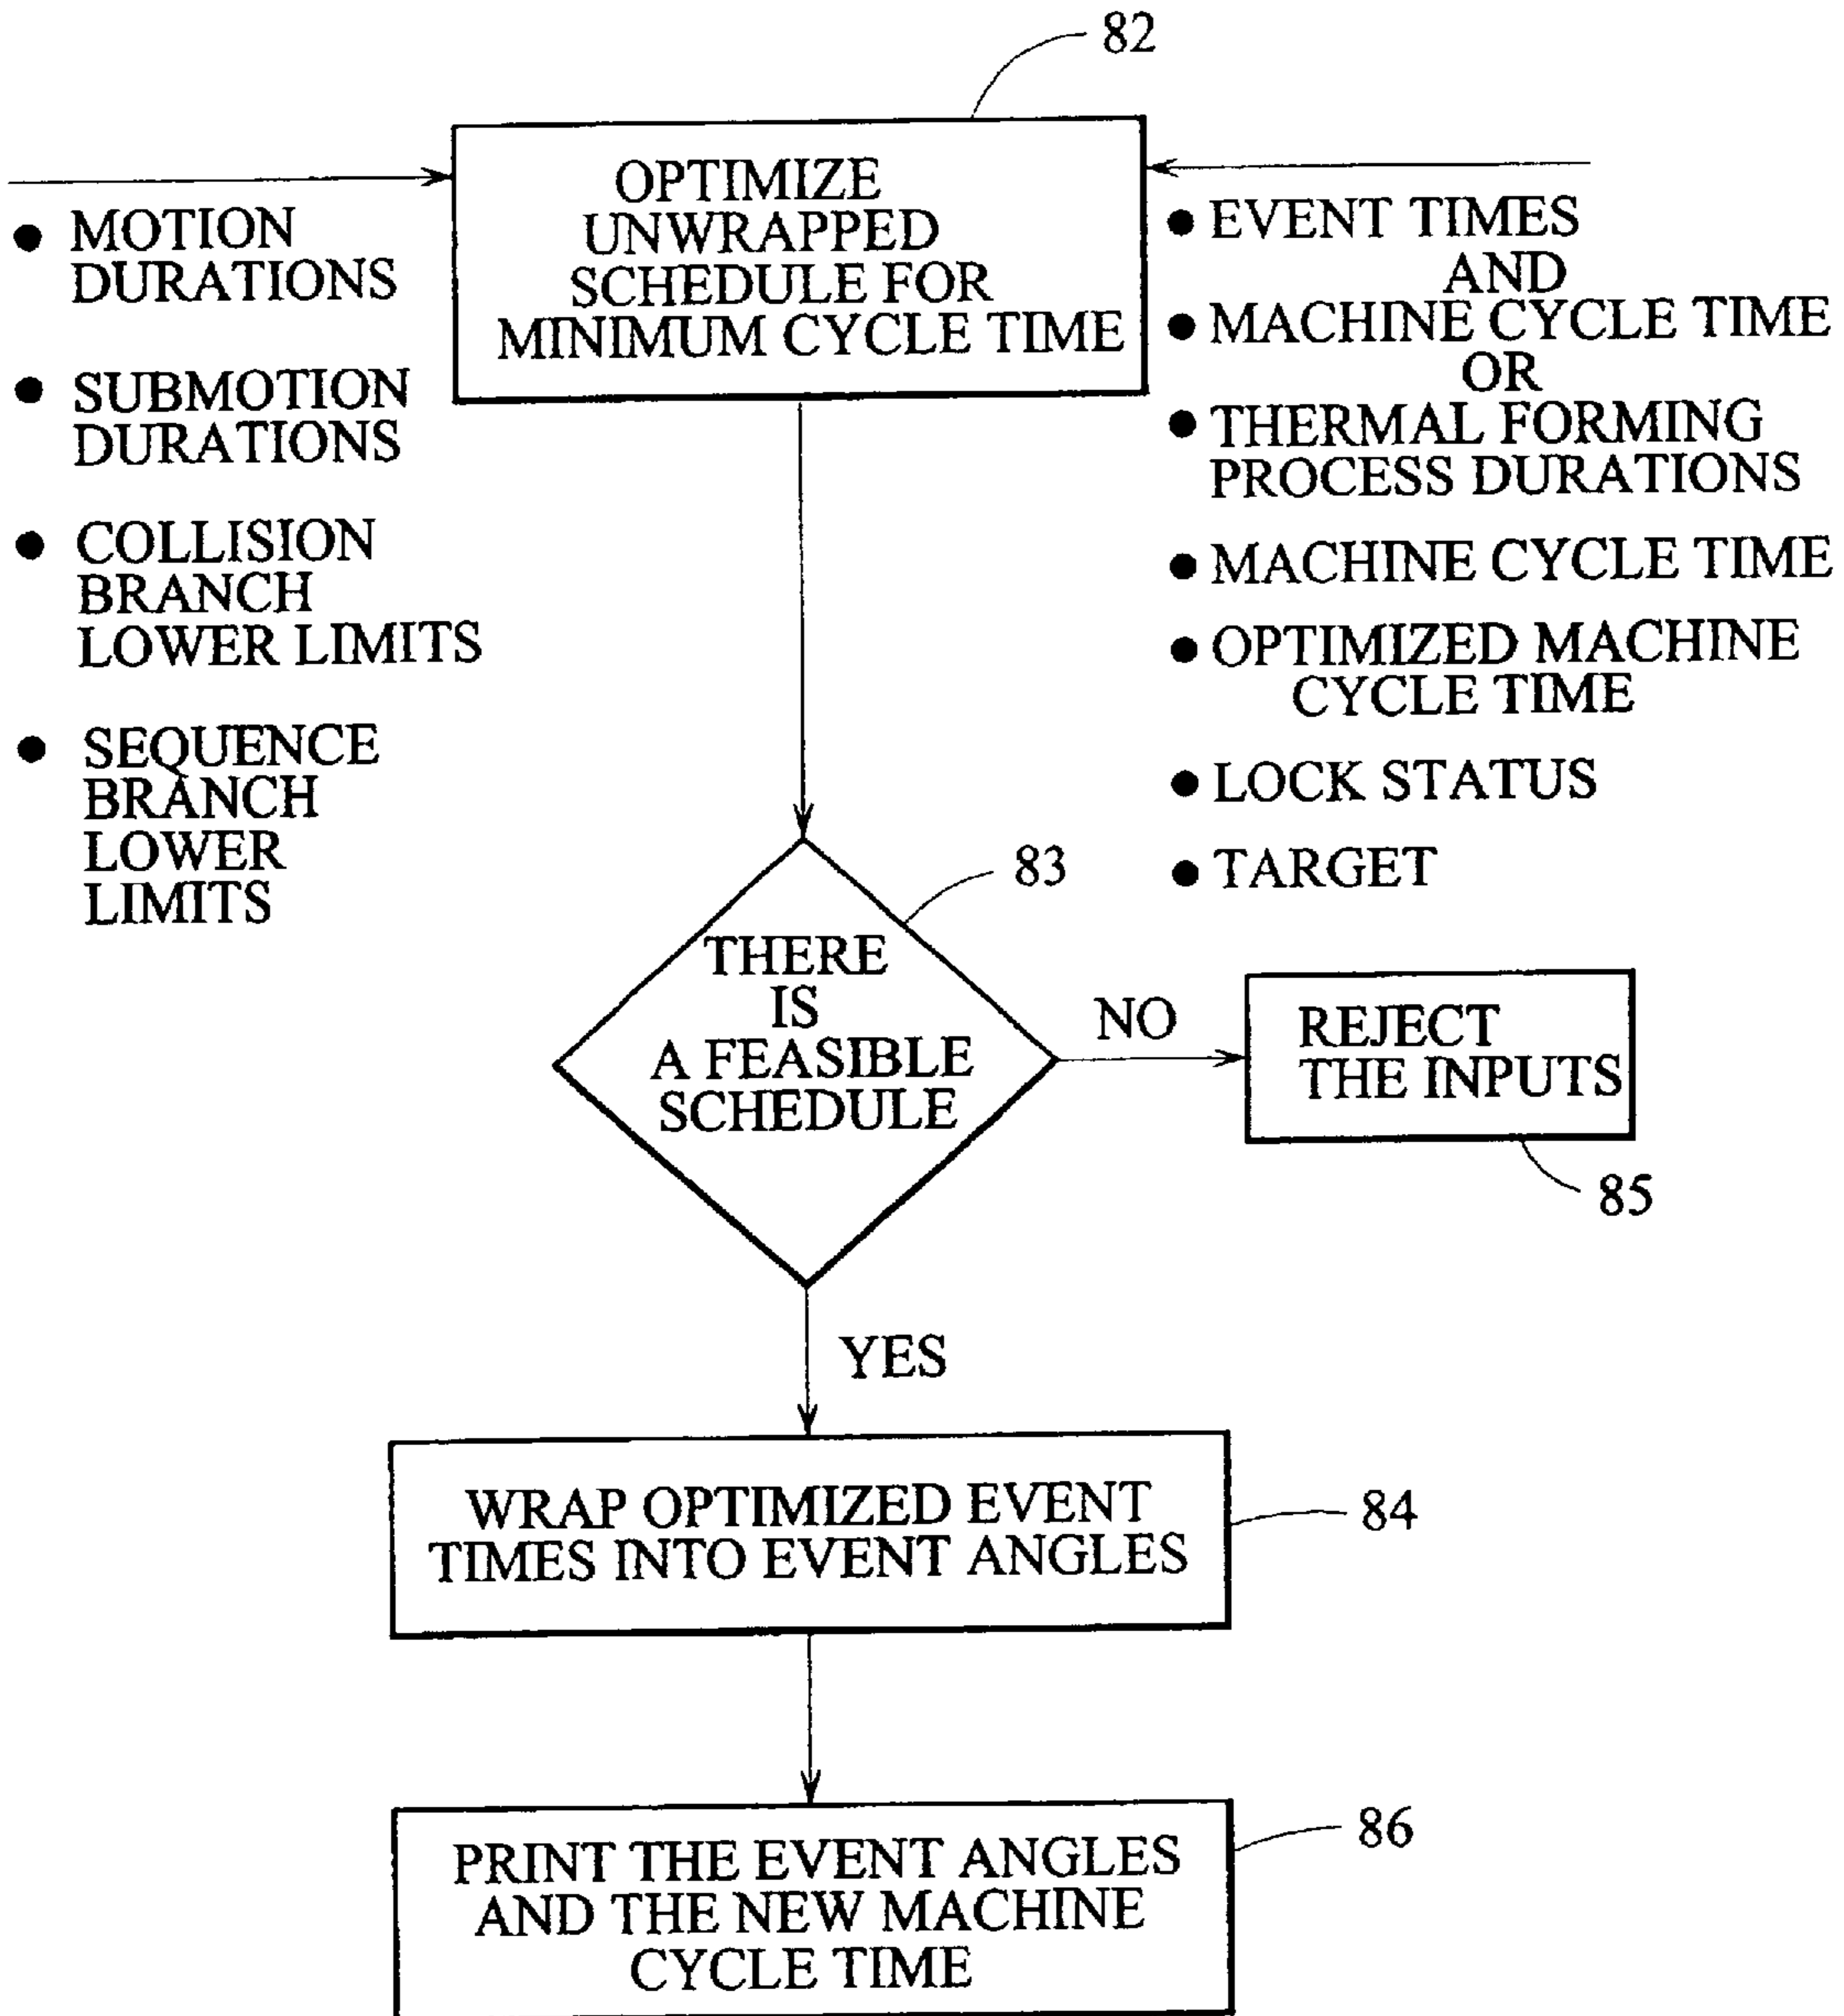 82
OPTIMIZE
UNWRAPPED
SCHEDULE FOR
MINIMUM CYCLE TIME
● MOTION
DURATIONS
● SUBMOTION
DURATIONS
● COLLISION
BRANCH
LOWER LIMITS
● SEQUENCE
BRANCH
LOWER
LIMITS
● EVENT TIMES
AND
● MACHINE CYCLE TIME
OR
● THERMAL FORMING
PROCESS DURATIONS
● MACHINE CYCLE TIME
● OPTIMIZED MACHINE
CYCLE TIME
● LOCK STATUS
● TARGET
83
THERE
IS
A FEASIBLE
SCHEDULE
NO
REJECT
THE INPUTS
85
YES
WRAP OPTIMIZED EVENT
TIMES INTO EVENT ANGLES
84
PRINT THE EVENT ANGLES
AND THE NEW MACHINE
CYCLE TIME
86